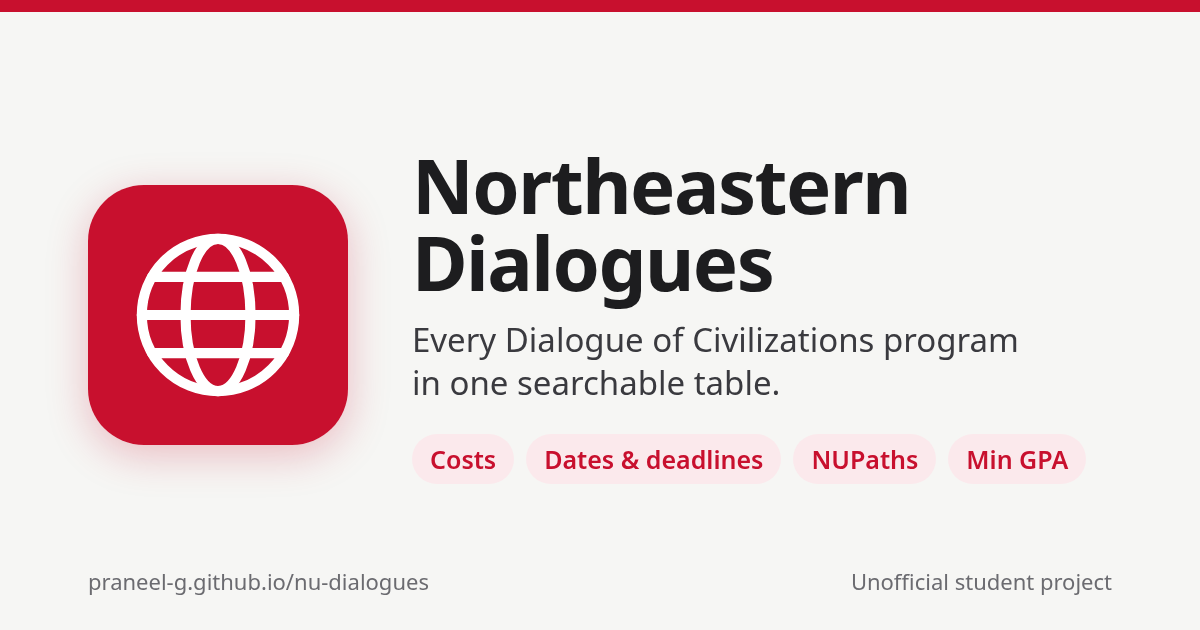 Northeastern
Dialogues
Every Dialogue of Civilizations program
in one searchable table.
Costs Dates & deadlines NUPaths Min GPA
praneel-g.github.io/nu-dialogues Unofficial student project